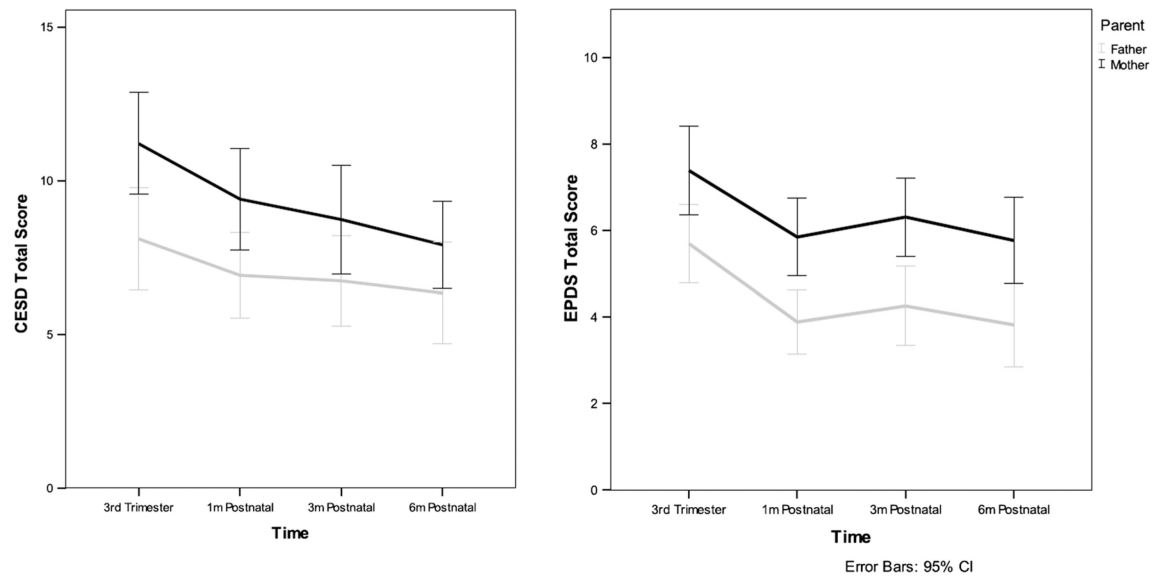 CESD Total Score
15
10
5
0
3rd Trimester
1m Postnatal
3m Postnatal
6m Postnatal
Time
EPDS Total Score
10
8
6
4
2
0
3rd Trimester
1m Postnatal
3m Postnatal
6m Postnatal
Time
Error Bars: 95% CI
Parent
Father
Mother